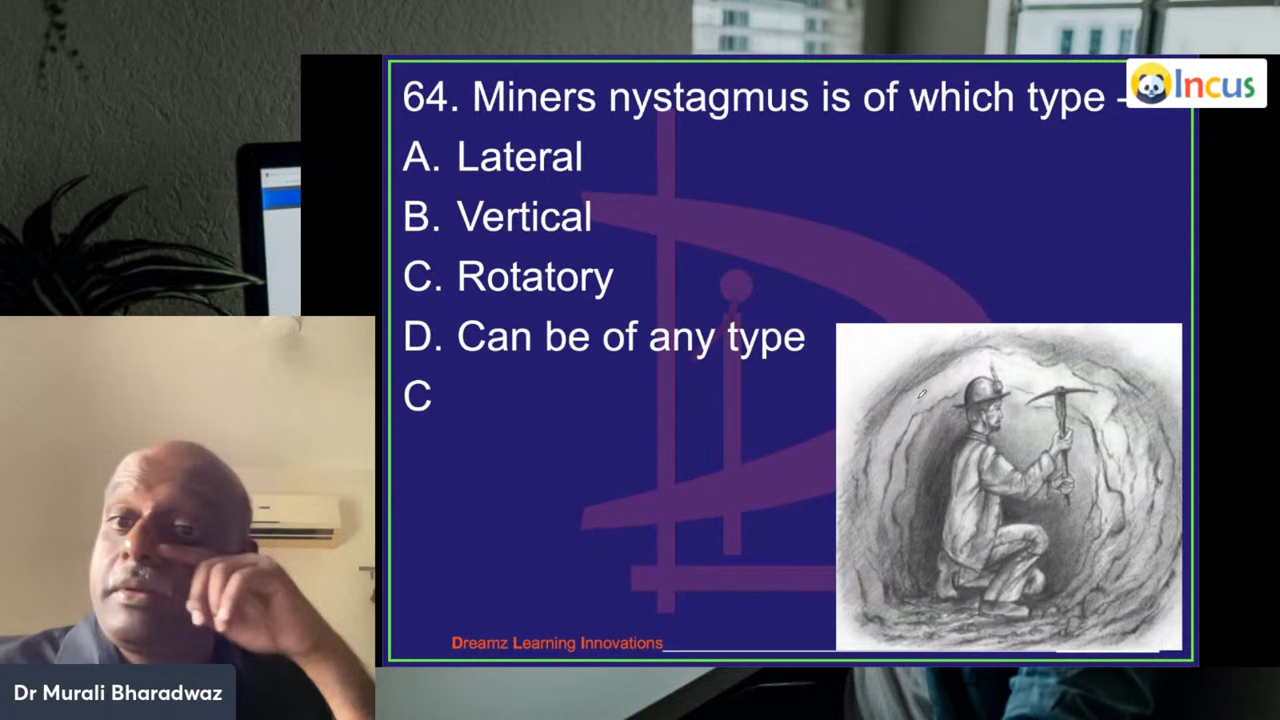 64. Miners nystagmus is of which type -
Incus
A. Lateral
B. Vertical
C. Rotatory
D. Can be of any type
C
Dreamz Learning Innovations
Dr Murali Bharadwaz